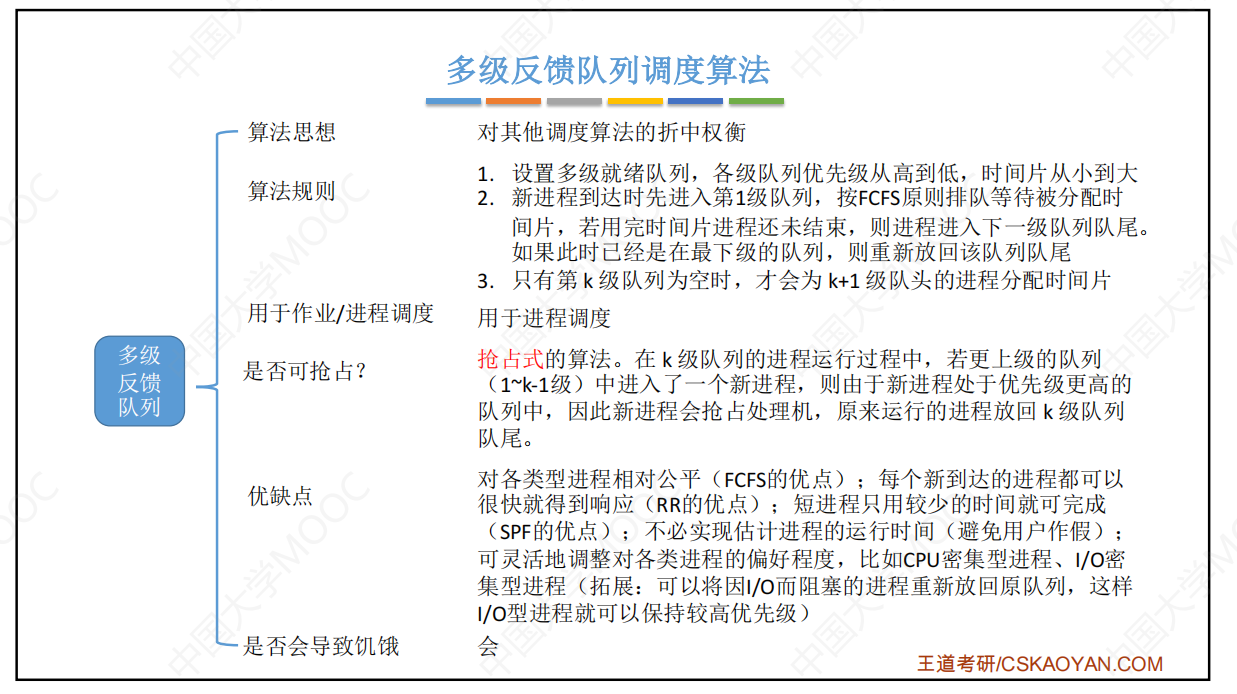 多级反馈队列调度算法
算法思想
对其他调度算法的折中权衡
算法规则
1. 设置多级就绪队列，各级队列优先级从高到低，时间片从小到大
2. 新进程到达时先进入第1级队列，按FCFS原则排队等待被分配时
间片，若用完时间片进程还未结束，则进程进入下一级队列队尾。
如果此时已经是在最下级的队列，则重新放回该队列队尾
3. 只有第 k 级队列为空时，才会为 k+1 级队头的进程分配时间片
用于作业/进程调度
用于进程调度
多级
反馈
队列
是否可抢占？
抢占式的算法。在 k 级队列的进程运行过程中，若更上级的队列
（1~k-1级）中进入了一个新进程，则由于新进程处于优先级更高的
队列中，因此新进程会抢占处理机，原来运行的进程放回 k 级队列
队尾。
优缺点
对各类型进程相对公平（FCFS的优点）；每个新到达的进程都可以
很快就得到响应（RR的优点）；短进程只用较少的时间就可完成
（SPF的优点）；不必实现估计进程的运行时间（避免用户作假）；
可灵活地调整对各类进程的偏好程度，比如CPU密集型进程、I/O密
集型进程（拓展：可以将因I/O而阻塞的进程重新放回原队列，这样
I/O型进程就可以保持较高优先级）
是否会导致饥饿
会
王道考研/CSKAOYAN.COM
中国大学MOOC